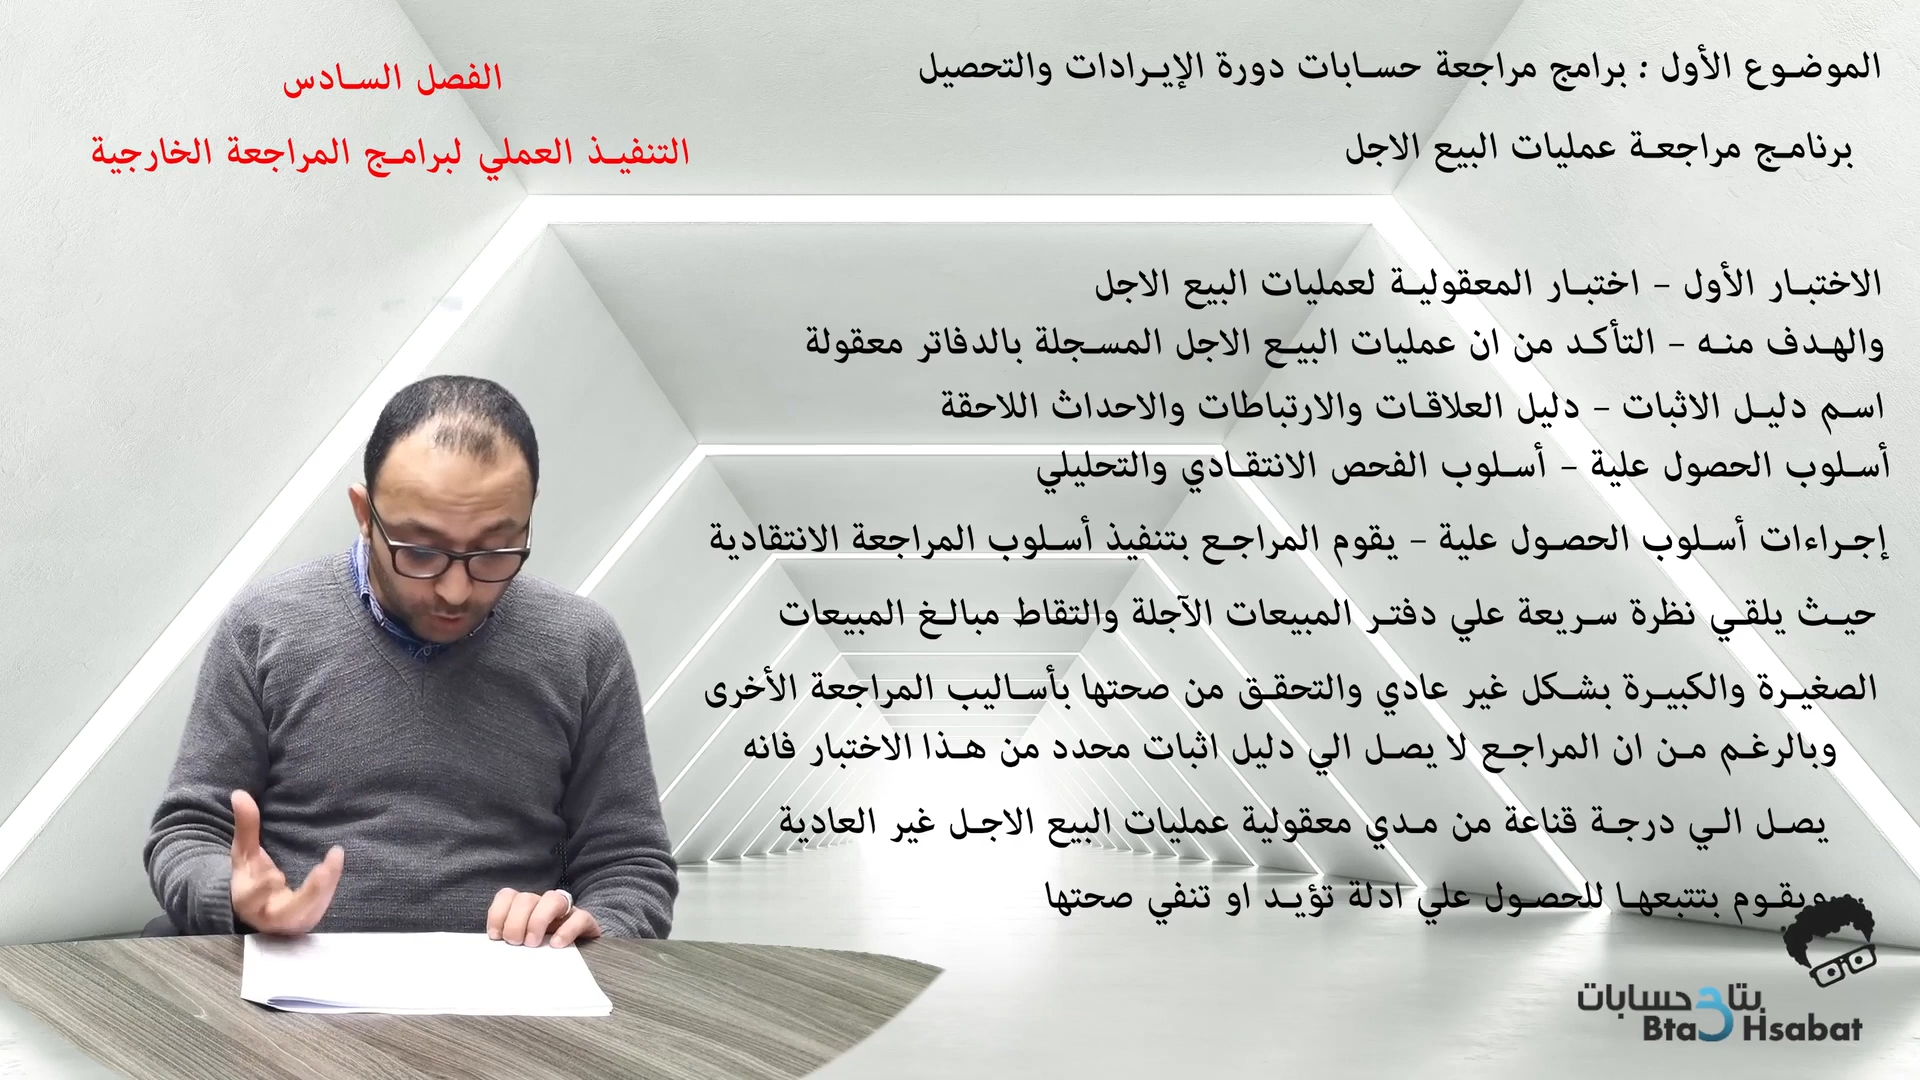 الموضوع الأول : برامج مراجعة حسابات دورة الإيرادات والتحصيل
برنامج مراجعة عمليات البيع الاجل
الفصل السادس
التنفيذ العملي لبرامج المراجعة الخارجية
الاختبار الأول – اختبار المعقولية لعمليات البيع الاجل
والهدف منه – التأكد من ان عمليات البيع الاجل المسجلة بالدفاتر معقولة
اسم دليل الاثبات – دليل العلاقات والارتباطات والاحداث اللاحقة
أسلوب الحصول علية – أسلوب الفحص الانتقادي والتحليلي
إجراءات أسلوب الحصول علية – يقوم المراجع بتنفيذ أسلوب المراجعة الانتقادية
حيث يلقي نظرة سريعة علي دفتر المبيعات الآجلة والتقاط مبالغ المبيعات
الصغيرة والكبيرة بشكل غير عادي والتحقق من صحتها بأساليب المراجعة الأخرى
وبالرغم من ان المراجع لا يصل الي دليل اثبات محدد من هذا الاختبار فانه
يصل الي درجة قناعة من مدي معقولية عمليات البيع الاجل غير العادية
ويقوم بتتبعها للحصول علي ادلة تؤيد او تنفي صحتها
بتاع حسابات
Bta3 Hsabat